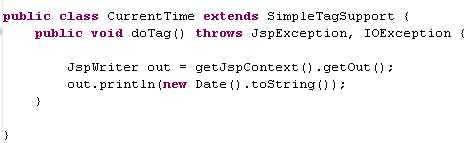 public class CurrentTime extends SimpleTagSupport {
    public void doTag() throws JspException, IOException {

        JspWriter out = getJspContext().getOut();
        out.println(new Date().toString());
    }

}